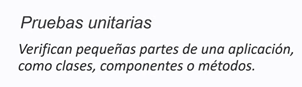 Pruebas unitarias
Verifican pequeñas partes de una aplicación,
como clases, componentes o métodos.